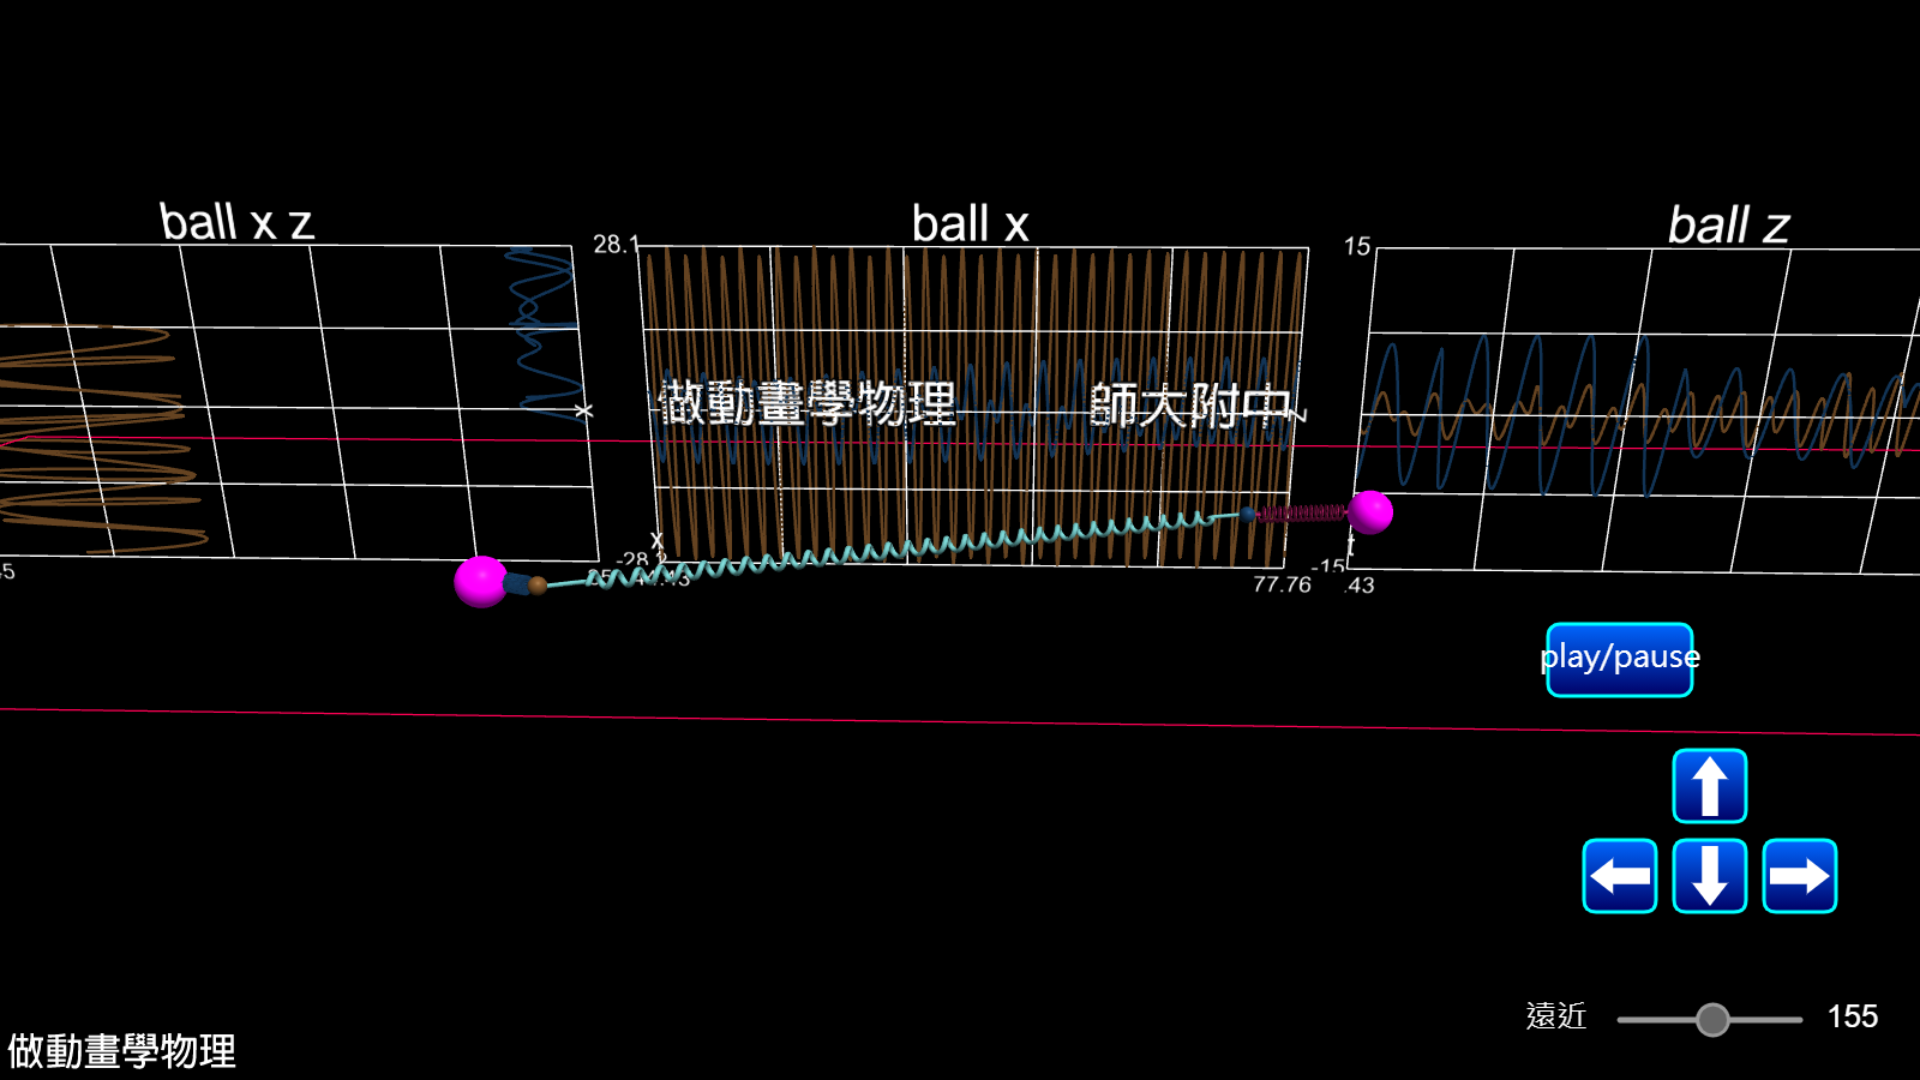 ball x z
ball x
ball z
28.1
15
做動畫學物理
師大附中
x
z
x
-28.2
t
-15
77.76
.43
play/pause
遠近
155
做動畫學物理